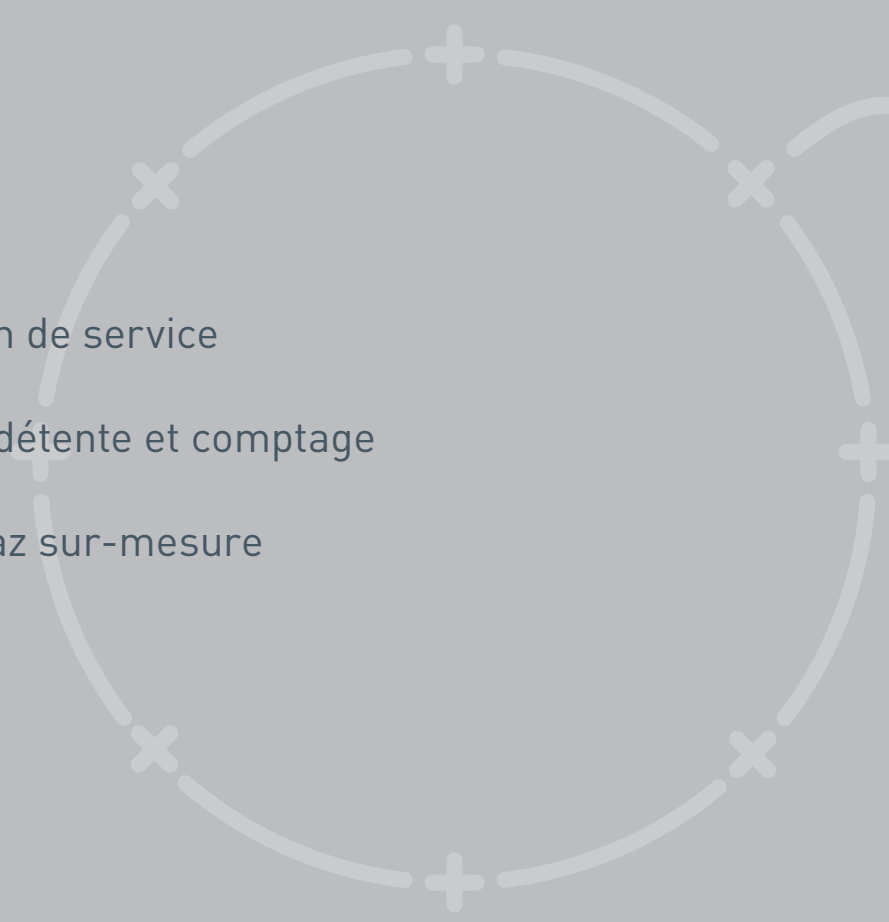 n de service
détente et comptage
az sur-mesure